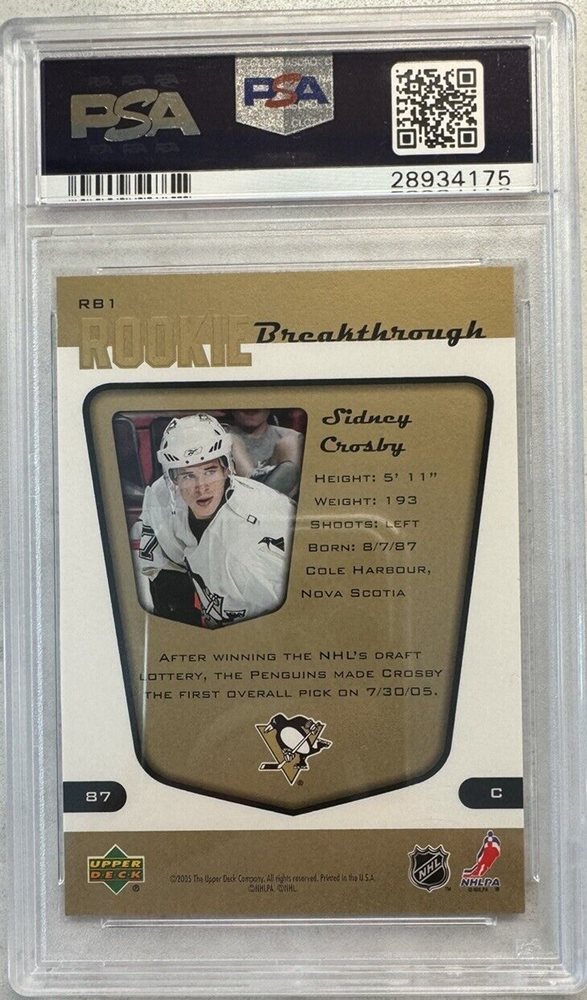 PSA
PSA
28934175
RB1
ROOKIE Breakthrough
Sidney
Crosby
HEIGHT: 5' 11"
WEIGHT: 193
SHOOTS: LEFT
BORN: 8/7/87
COLE HARBOUR,
NOVA SCOTIA
AFTER WINNING THE NHL'S DRAFT
LOTTERY, THE PENGUINS MADE CROSBY
THE FIRST OVERALL PICK ON 7/30/05.
87
C
UPPER
DECK
©2005 The Upper Deck Company. All rights reserved. Printed in the U.S.A.
©NHLPA. ©NHL.
NHL
NHLPA